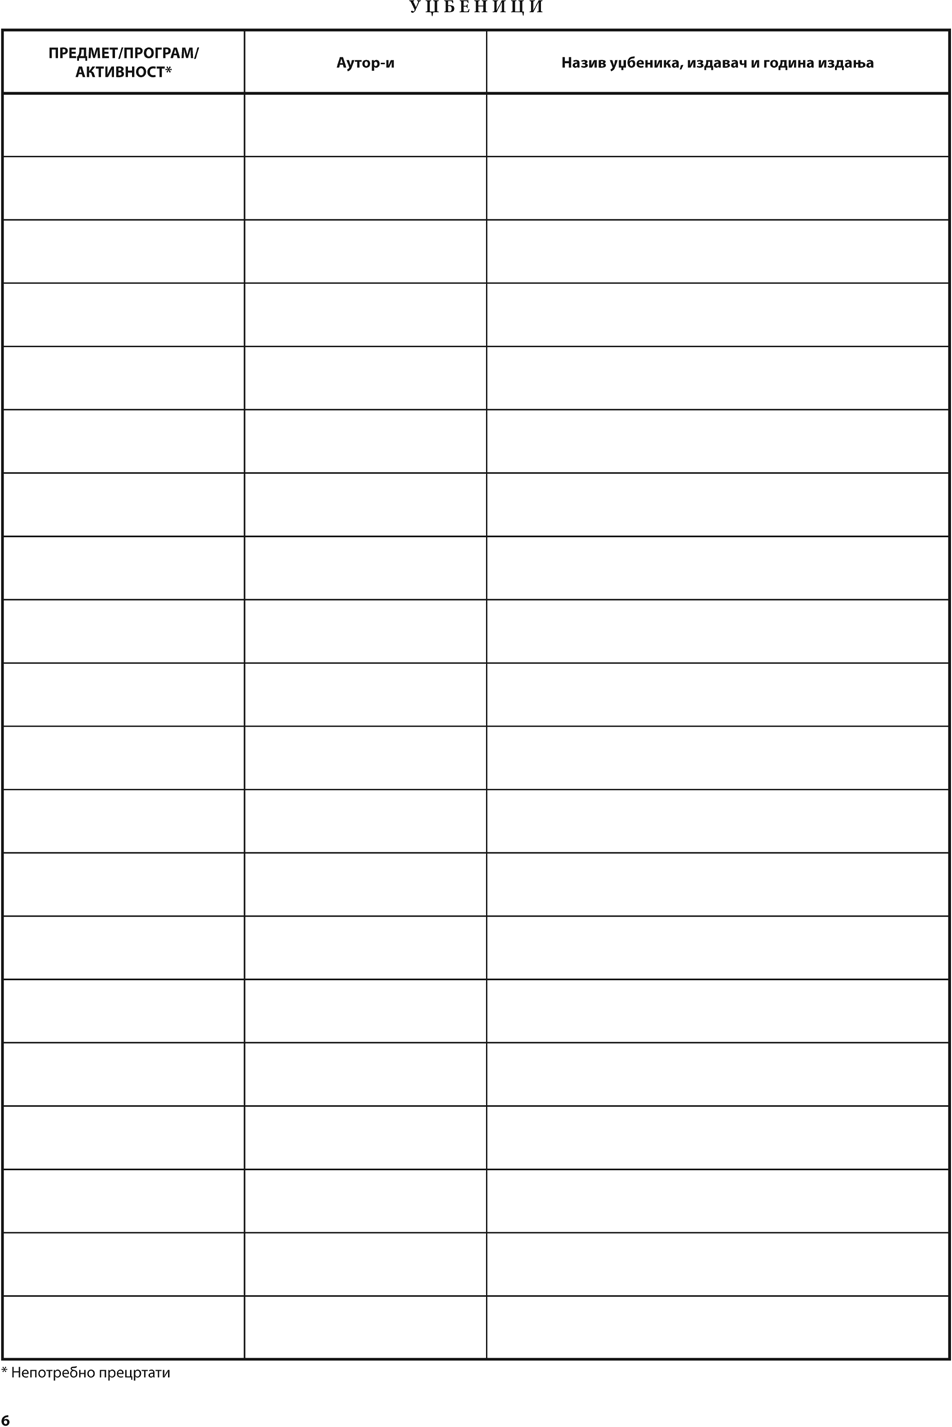 УЏБЕНИЦИ
ПРЕДМЕТ/ПРОГРАМ/
АКТИВНОСТ*
Аутор-и
Назив уџбеника, издавач и година издања
* Непотребно прецртати
6